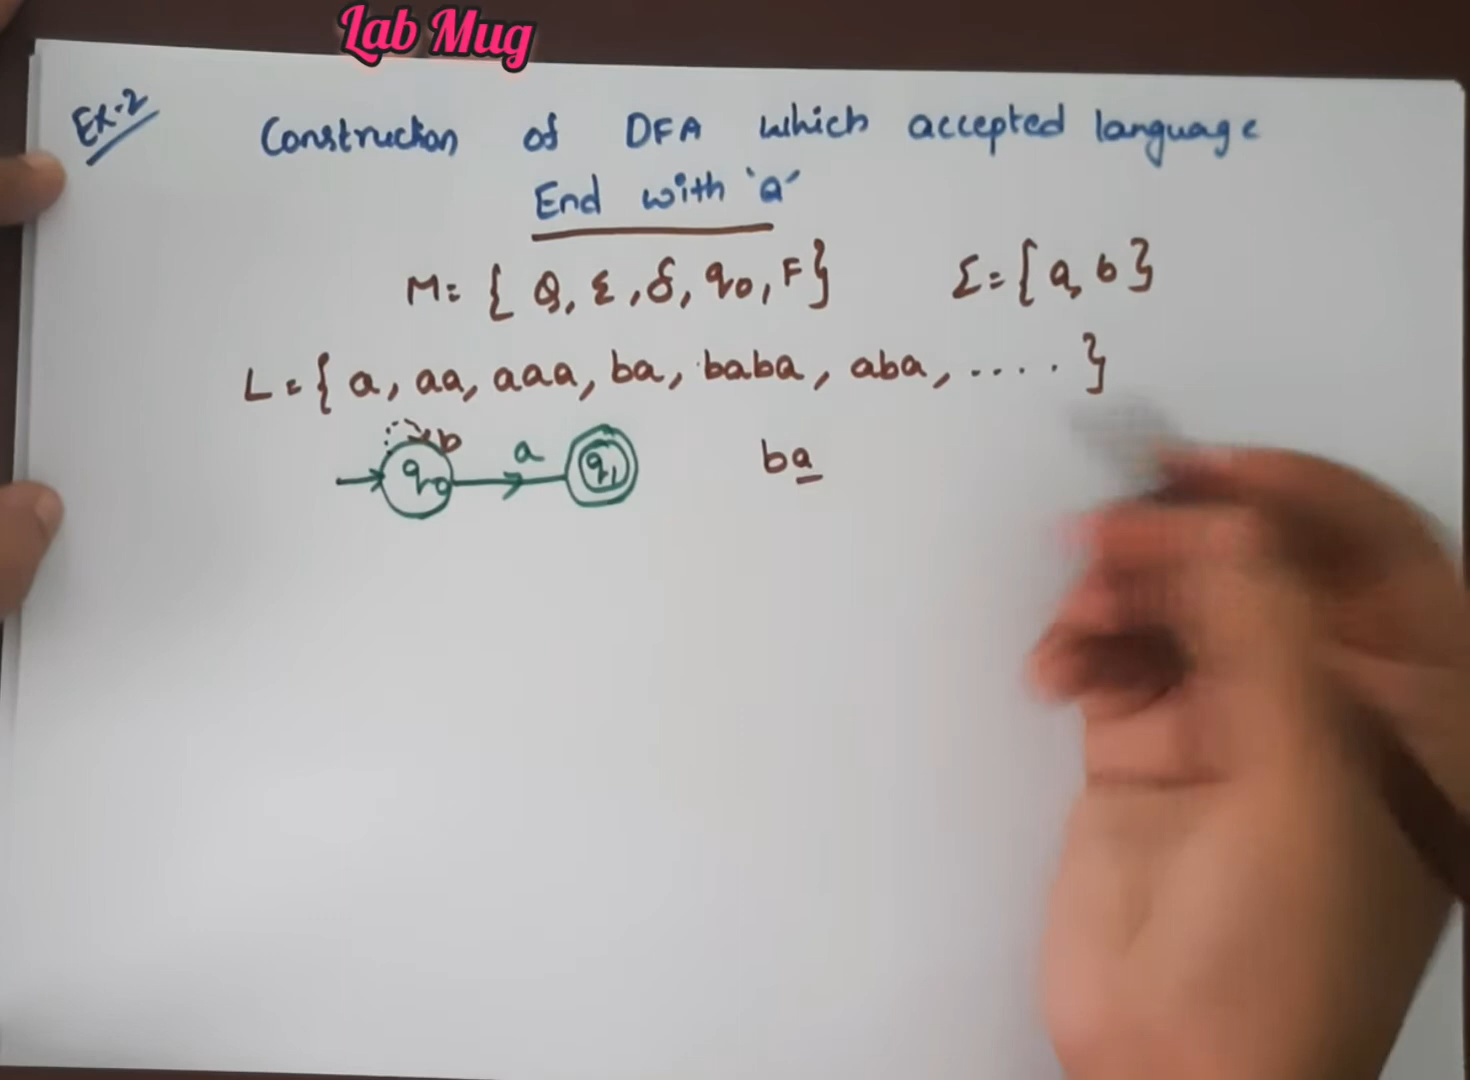 Lab Mug
Ex-2
Construction of DFA which accepted language
End with 'a'
M= { Q, Σ, δ, q0, F} Σ={a, b}
L={ a, aa, aaa, ba, baba, aba, .... }
b
a
q0
q1
ba